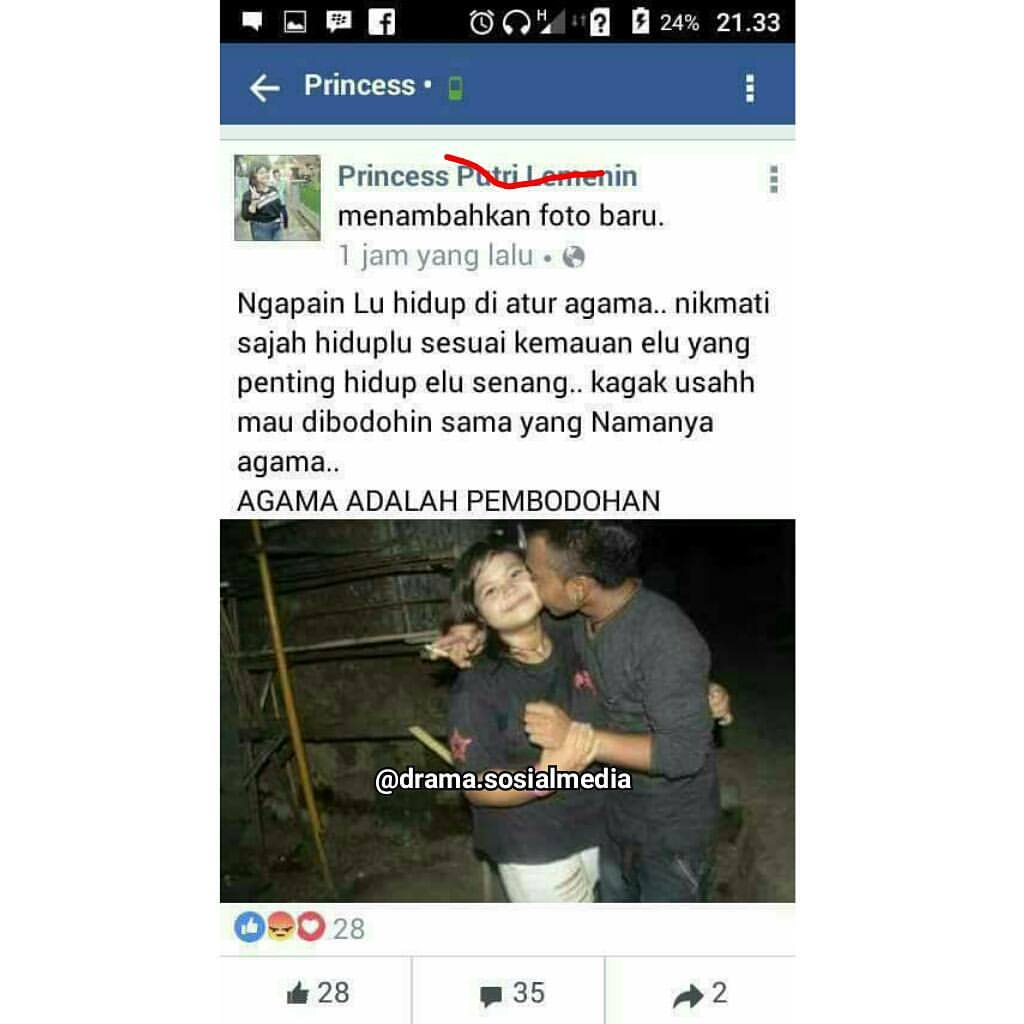 H
24% 21.33
Princess •
Princess Putri Lemenin
menambahkan foto baru.
1 jam yang lalu •
Ngapain Lu hidup di atur agama.. nikmati
sajah hiduplu sesuai kemauan elu yang
penting hidup elu senang.. kagak usahh
mau dibodohin sama yang Namanya
agama..
AGAMA ADALAH PEMBODOHAN
@drama.sosialmedia
28
28 35 2